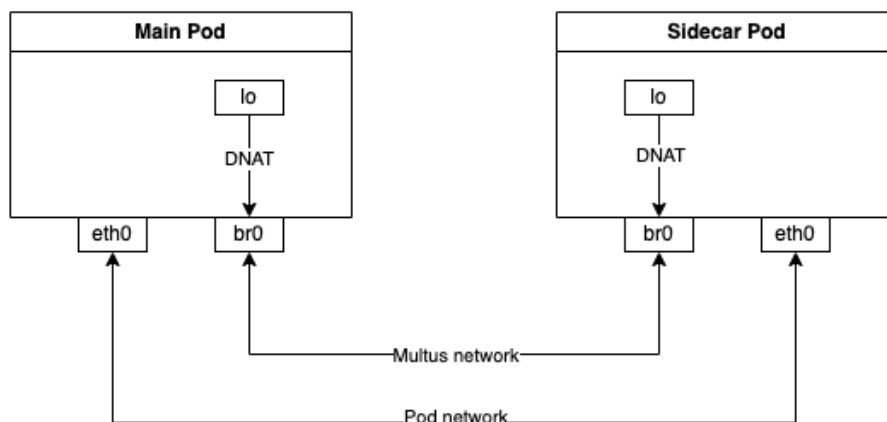 Main Pod
Sidecar Pod
lo
lo
DNAT
DNAT
eth0
br0
br0
eth0
Multus network
Pod network